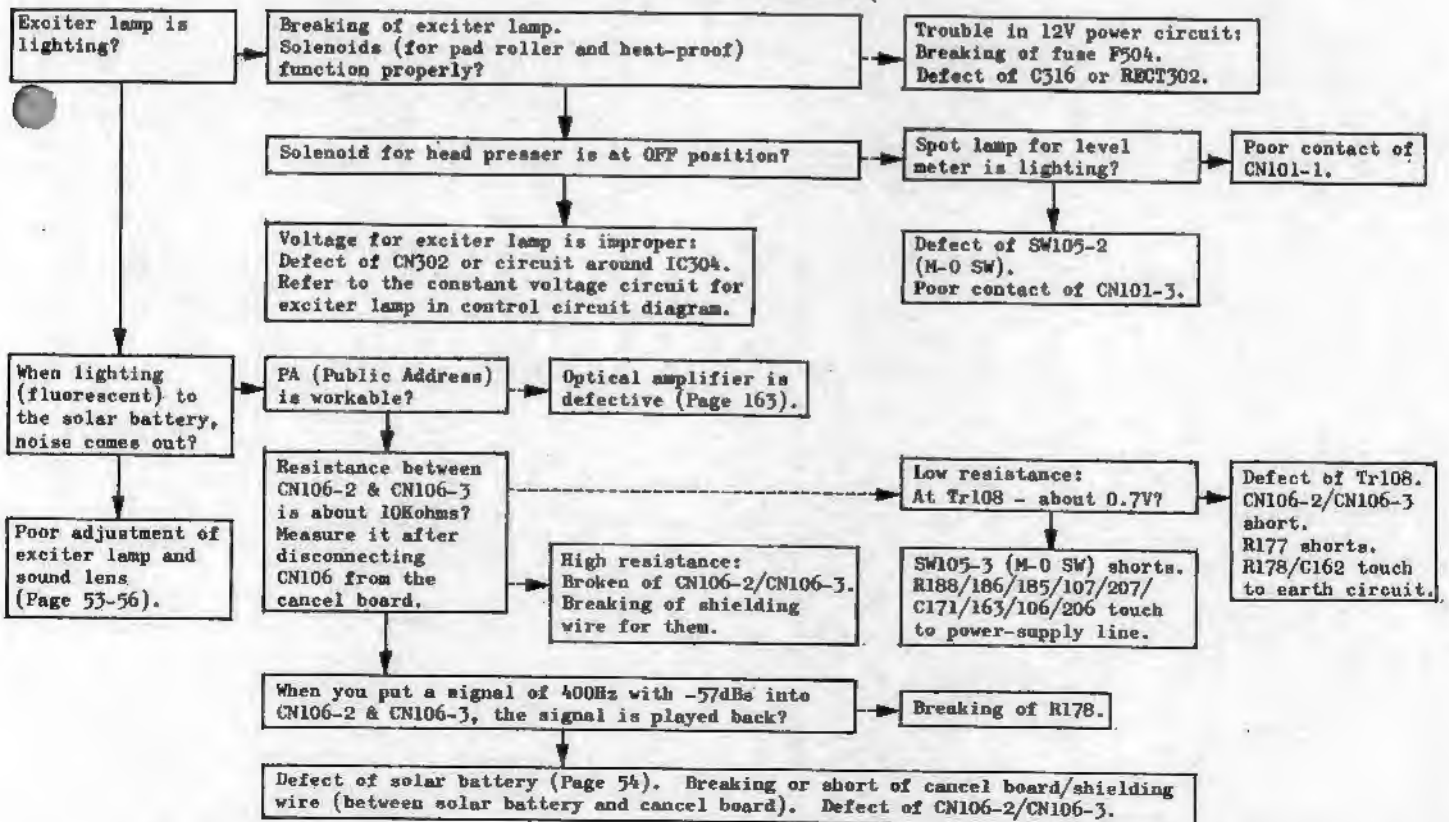 Exciter lamp is
lighting?
Breaking of exciter lamp.
Solenoids (for pad roller and heat-proof)
function properly?
Trouble in 12V power circuit:
Breaking of fuse F504.
Defect of C316 or RECT302.
Solenoid for head presser is at OFF position?
Spot lamp for level
meter is lighting?
Poor contact of
CN101-1.
Voltage for exciter lamp is improper:
Defect of CN302 or circuit around IC304.
Refer to the constant voltage circuit for
exciter lamp in control circuit diagram.
Defect of SW105-2
(M-O SW).
Poor contact of CN101-3.
When lighting
(fluorescent) to
the solar battery,
noise comes out?
PA (Public Address)
is workable?
Optical amplifier is
defective (Page 163).
Poor adjustment of
exciter lamp and
sound lens
(Page 53-56).
Resistance between
CN106-2 & CN106-3
is about 10Kohms?
Measure it after
disconnecting
CN106 from the
cancel board.
Low resistance:
At Tr108 - about 0.7V?
Defect of Tr108.
CN106-2/CN106-3
short.
R177 shorts.
R178/C162 touch
to earth circuit.
High resistance:
Broken of CN106-2/CN106-3.
Breaking of shielding
wire for them.
SW105-3 (M-O SW) shorts.
R188/186/185/107/207/
C171/163/106/206 touch
to power-supply line.
When you put a signal of 400Hz with -57dBs into
CN106-2 & CN106-3, the signal is played back?
Breaking of R178.
Defect of solar battery (Page 54). Breaking or short of cancel board/shielding
wire (between solar battery and cancel board). Defect of CN106-2/CN106-3.